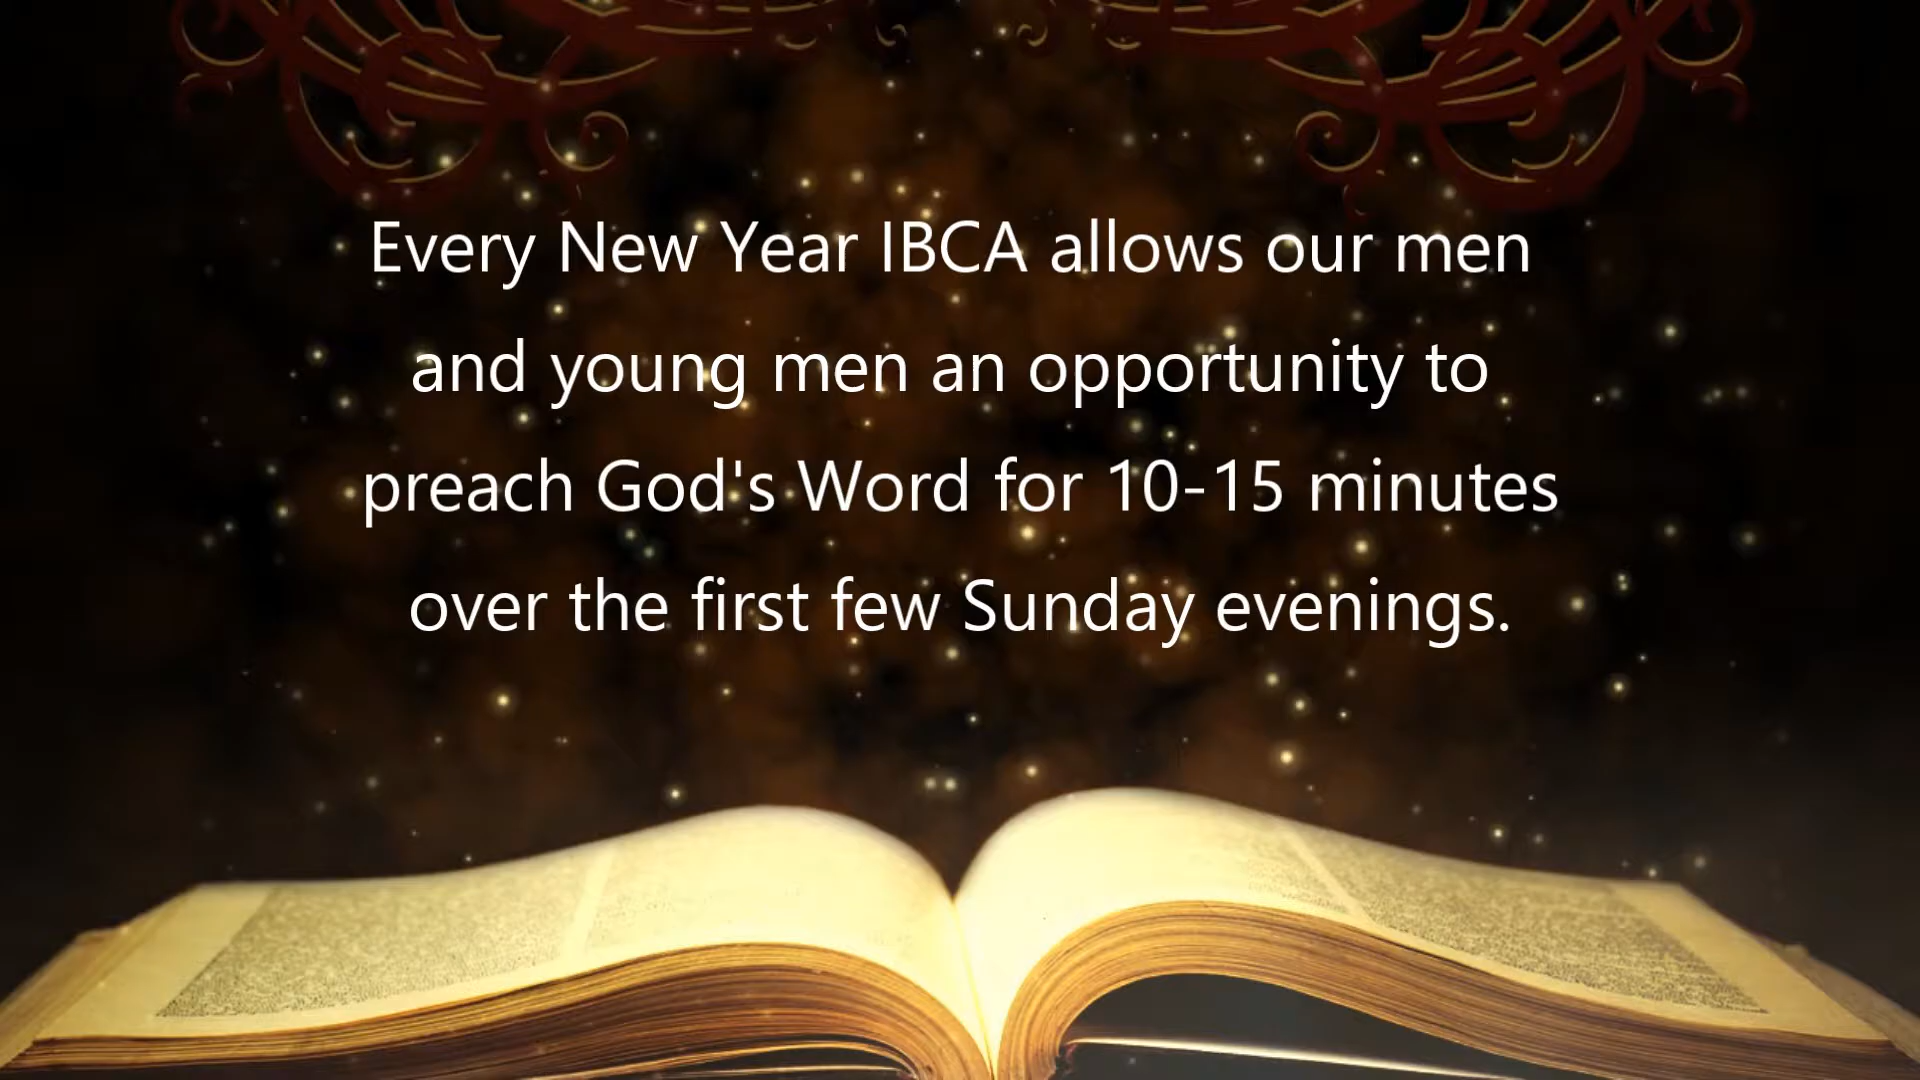 Every New Year IBCA allows our men
and young men an opportunity to
preach God's Word for 10-15 minutes
over the first few Sunday evenings.